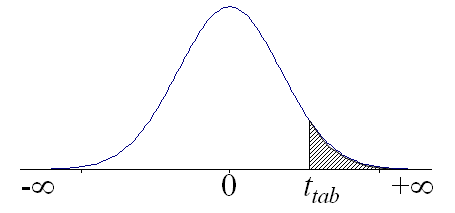 -∞ 0 t_tab +∞